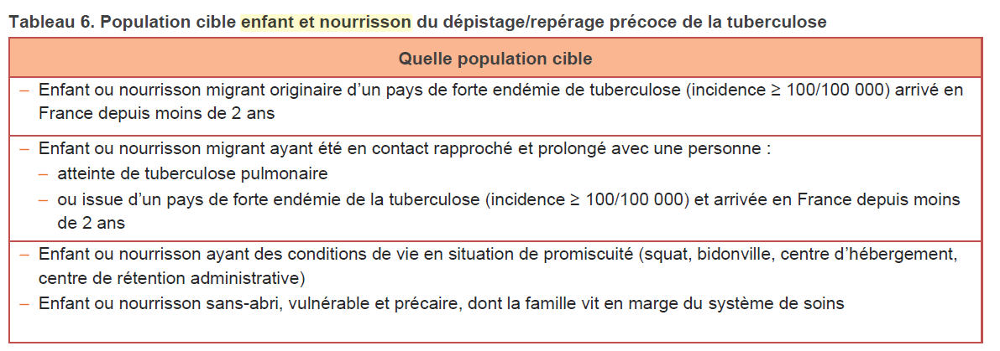 Tableau 6. Population cible enfant et nourrisson du dépistage/repérage précoce de la tuberculose
Quelle population cible
– Enfant ou nourrisson migrant originaire d’un pays de forte endémie de tuberculose (incidence ≥ 100/100 000) arrivé en
France depuis moins de 2 ans
– Enfant ou nourrisson migrant ayant été en contact rapproché et prolongé avec une personne :
– atteinte de tuberculose pulmonaire
– ou issue d’un pays de forte endémie de la tuberculose (incidence ≥ 100/100 000) et arrivée en France depuis moins
de 2 ans
– Enfant ou nourrisson ayant des conditions de vie en situation de promiscuité (squat, bidonville, centre d’hébergement,
centre de rétention administrative)
– Enfant ou nourrisson sans-abri, vulnérable et précaire, dont la famille vit en marge du système de soins